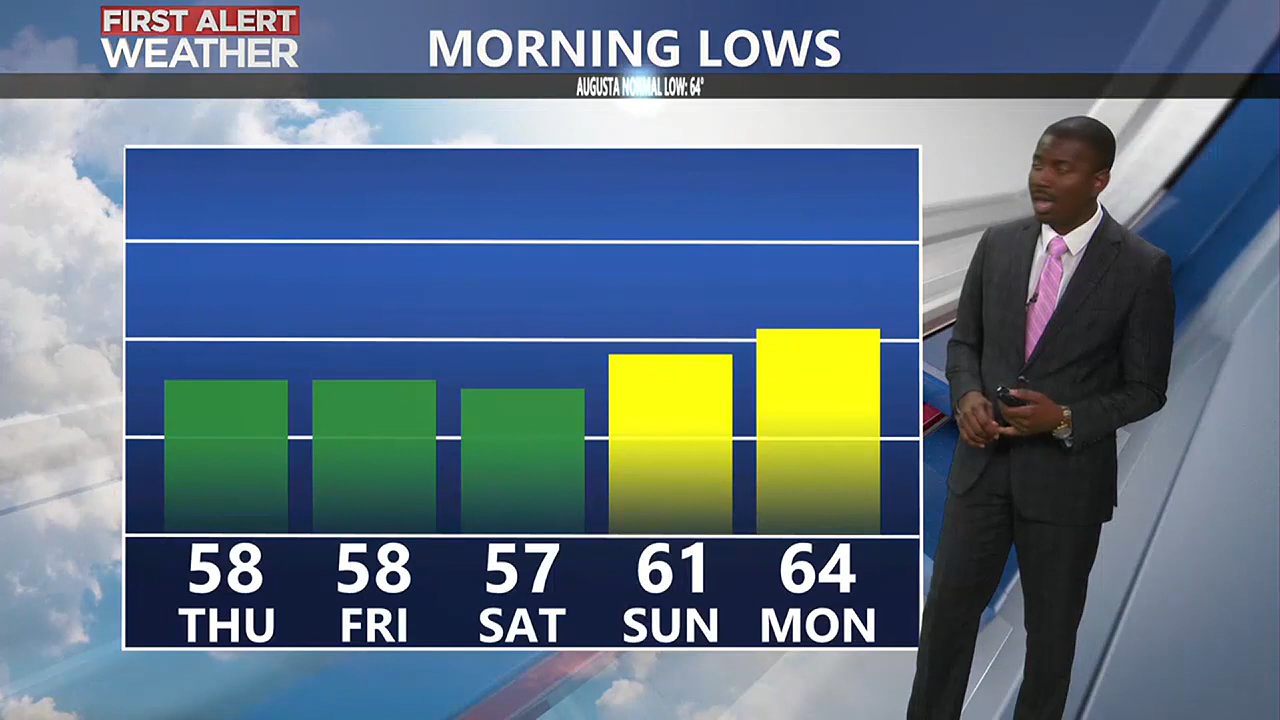 FIRST ALERT
WEATHER
MORNING LOWS
AUGUSTA NORMAL LOW: 64°
58 58 57 61 64
THU FRI SAT SUN MON